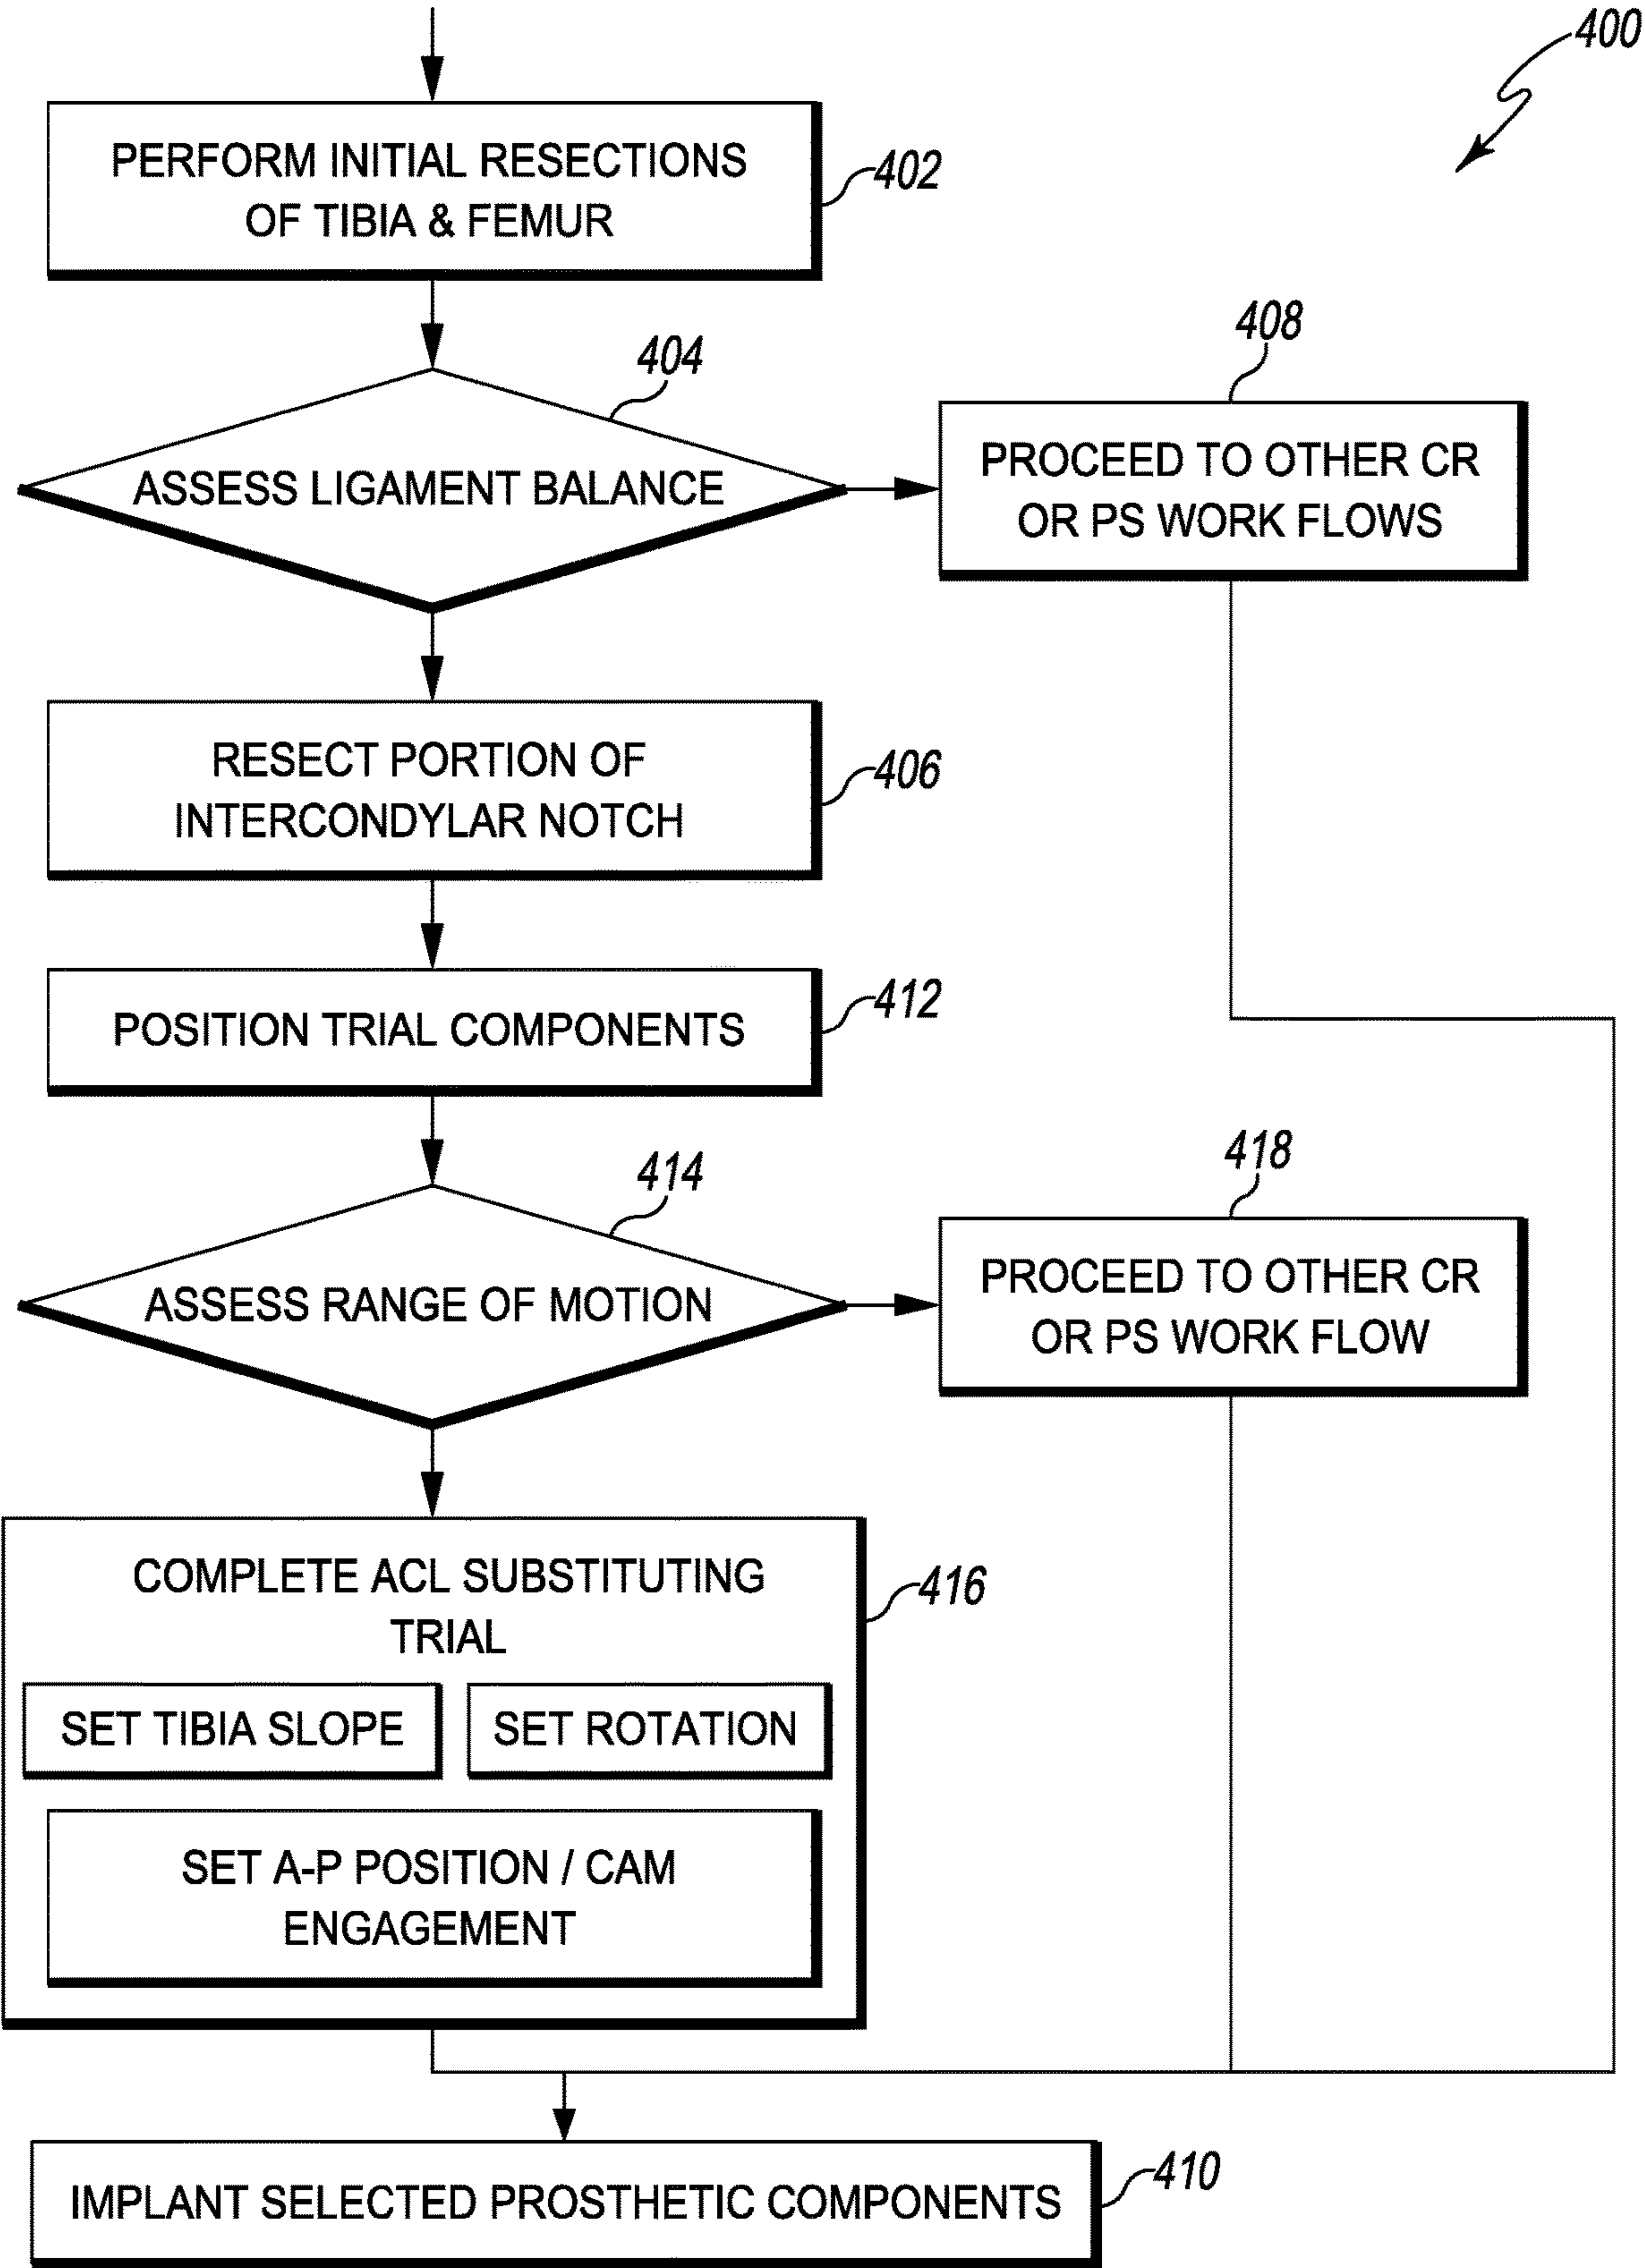 400
PERFORM INITIAL RESECTIONS
OF TIBIA & FEMUR
402
404
ASSESS LIGAMENT BALANCE
408
PROCEED TO OTHER CR
OR PS WORK FLOWS
RESECT PORTION OF
INTERCONDYLAR NOTCH
406
POSITION TRIAL COMPONENTS
412
414
ASSESS RANGE OF MOTION
418
PROCEED TO OTHER CR
OR PS WORK FLOW
COMPLETE ACL SUBSTITUTING
TRIAL
416
SET TIBIA SLOPE
SET ROTATION
SET A-P POSITION / CAM
ENGAGEMENT
IMPLANT SELECTED PROSTHETIC COMPONENTS
410